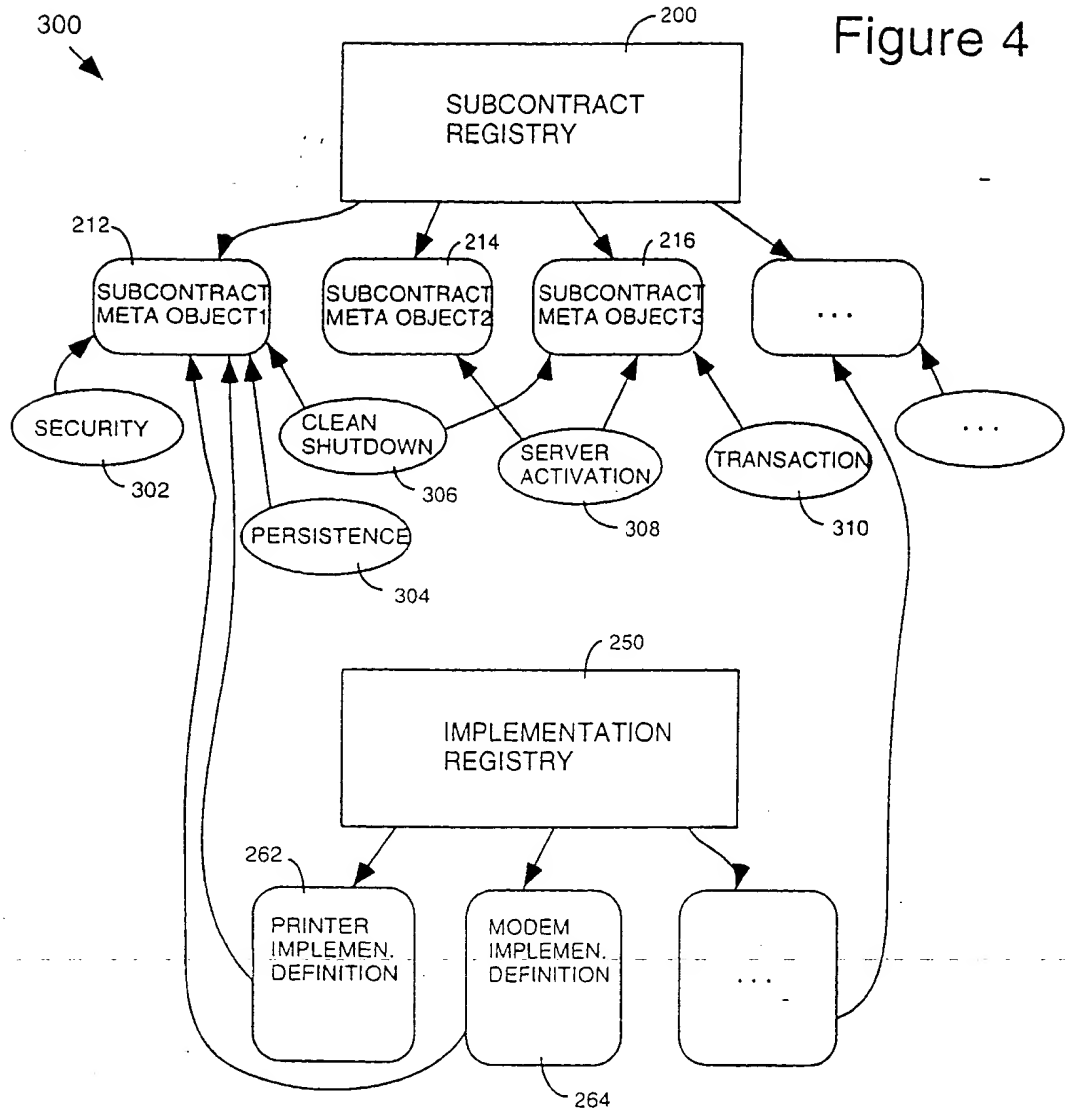 300
200
Figure 4
SUBCONTRACT
REGISTRY
212
214
216
SUBCONTRACT
META OBJECT1
SUBCONTRACT
META OBJECT2
SUBCONTRACT
META OBJECT3
...
SECURITY
302
CLEAN
SHUTDOWN
306
SERVER
ACTIVATION
308
TRANSACTION
310
...
PERSISTENCE
304
250
IMPLEMENTATION
REGISTRY
262
PRINTER
IMPLEMEN.
DEFINITION
MODEM
IMPLEMEN.
DEFINITION
264
...